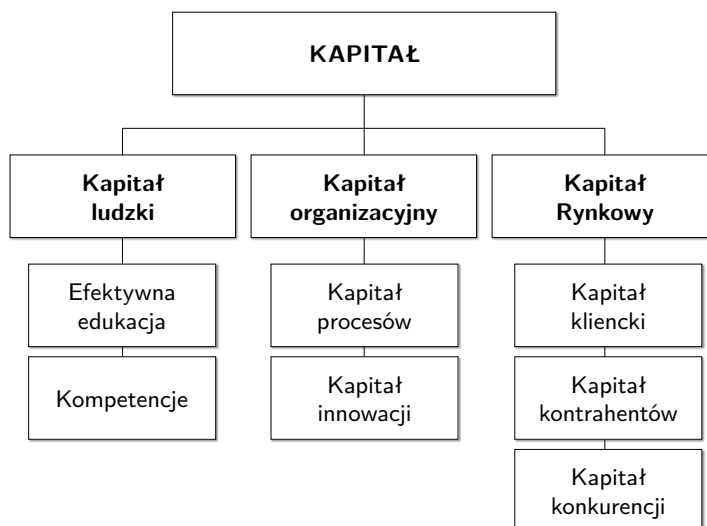 KAPITAŁ
Kapitał
ludzki
Kapitał
organizacyjny
Kapitał
Rynkowy
Efektywna
edukacja
Kapitał
procesów
Kapitał
kliencki
Kompetencje
Kapitał
innowacji
Kapitał
kontrahentów
Kapitał
konkurencji